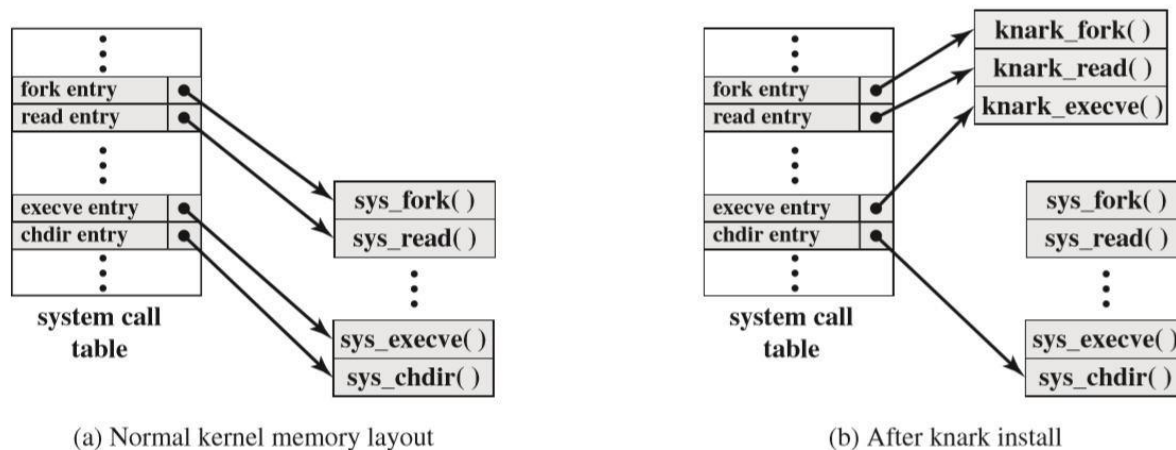 fork entry
read entry
execve entry
chdir entry
system call
table
sys_fork( )
sys_read( )
sys_execve( )
sys_chdir( )
(a) Normal kernel memory layout
knark_fork( )
knark_read( )
knark_execve( )
fork entry
read entry
execve entry
chdir entry
system call
table
sys_fork( )
sys_read( )
sys_execve( )
sys_chdir( )
(b) After knark install